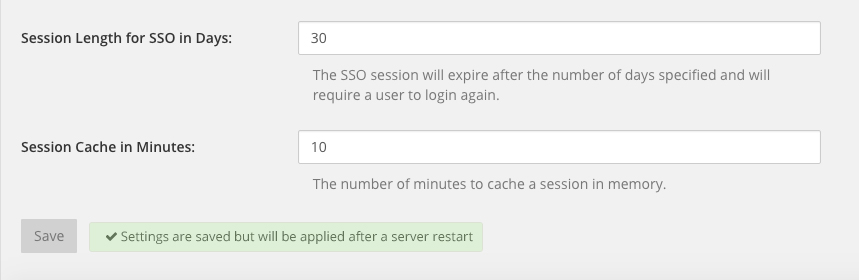 Session Length for SSO in Days:
30
The SSO session will expire after the number of days specified and will
require a user to login again.
Session Cache in Minutes:
10
The number of minutes to cache a session in memory.
Save
✔ Settings are saved but will be applied after a server restart